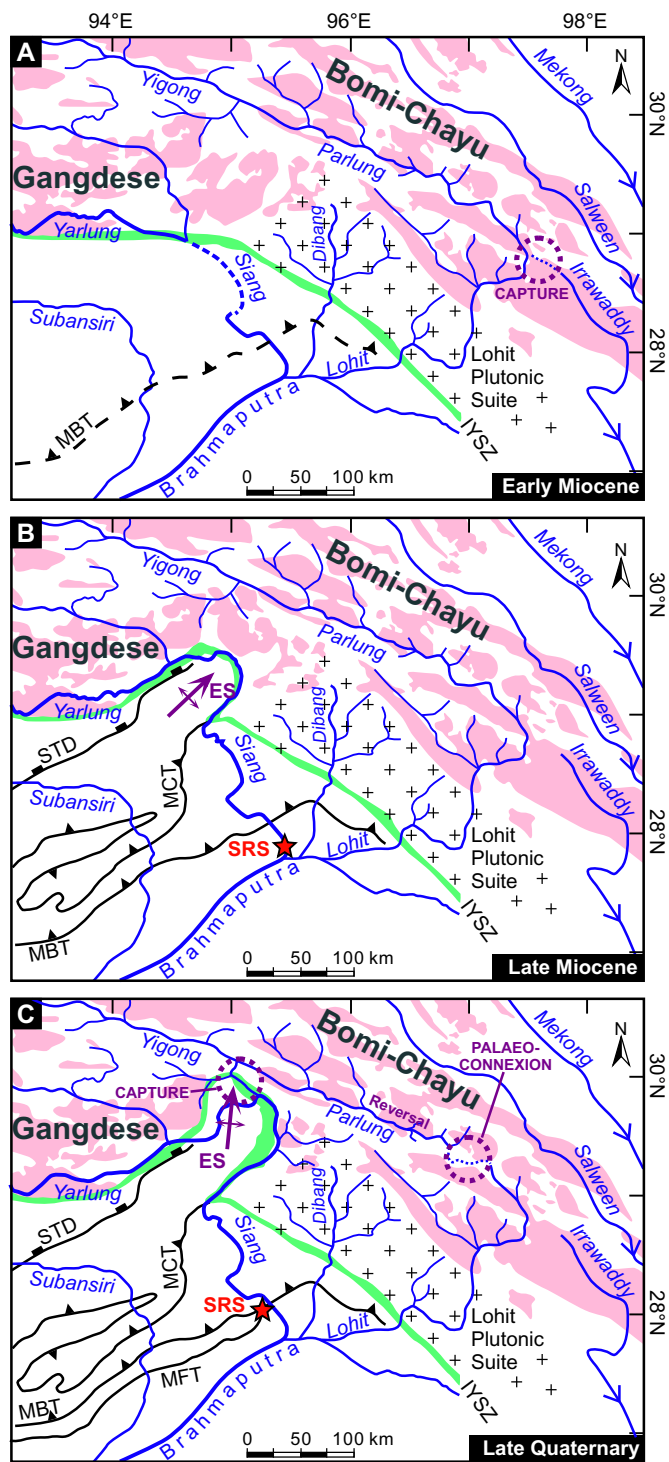 94°E
96°E
98°E
A
N
Mekong
Yigong
Bomi-Chayu
30°N
Parlung
Gangdese
Salween
Yarlung
Dibang
Siang
Irrawaddy
CAPTURE
Subansiri
28°N
Lohit
Lohit
Plutonic
Suite
MBT
IYSZ
Brahmaputra
0 50 100 km
Early Miocene
B
N
Mekong
Yigong
Bomi-Chayu
30°N
Parlung
Gangdese
ES
Salween
Yarlung
Dibang
STD
Siang
Irrawaddy
MCT
Subansiri
28°N
SRS
Lohit
Lohit
Plutonic
Suite
MBT
IYSZ
Brahmaputra
0 50 100 km
Late Miocene
C
N
Mekong
Yigong
Bomi-Chayu
PALAEO-
CONNEXION
30°N
CAPTURE
Reversal
Parlung
Gangdese
ES
Salween
Yarlung
Dibang
STD
Siang
Irrawaddy
MCT
Subansiri
SRS
28°N
Lohit
Lohit
Plutonic
Suite
MFT
MBT
IYSZ
Brahmaputra
0 50 100 km
Late Quaternary